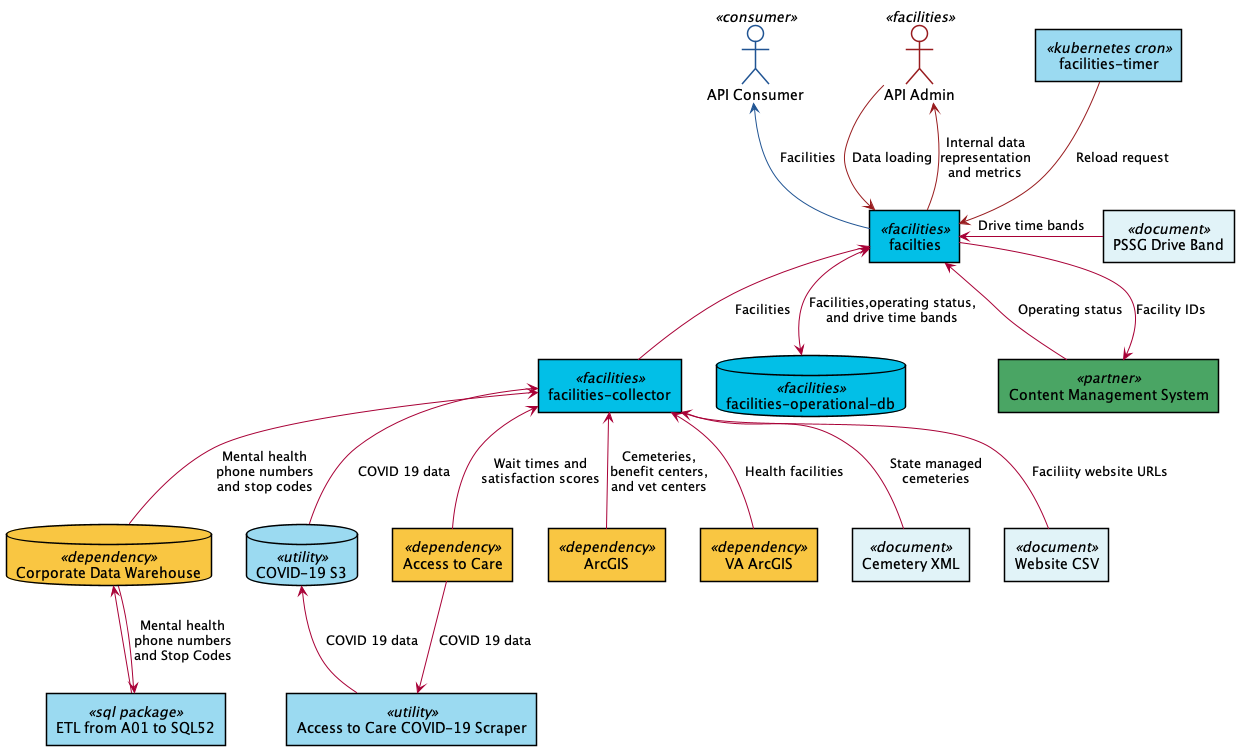 «consumer»
API Consumer
«facilities»
API Admin
«kubernetes cron»
facilities-timer
Facilities
Data loading
Internal data
representation
and metrics
Reload request
«facilities»
facilties
Drive time bands
«document»
PSSG Drive Band
Facilities
Facilities,operating status,
and drive time bands
Operating status
Facility IDs
«facilities»
facilities-collector
«facilities»
facilities-operational-db
«partner»
Content Management System
Mental health
phone numbers
and stop codes
COVID 19 data
Wait times and
satisfaction scores
Cemeteries,
benefit centers,
and vet centers
Health facilities
State managed
cemeteries
Faciliity website URLs
«dependency»
Corporate Data Warehouse
«utility»
COVID-19 S3
«dependency»
Access to Care
«dependency»
ArcGIS
«dependency»
VA ArcGIS
«document»
Cemetery XML
«document»
Website CSV
Mental health
phone numbers
and Stop Codes
COVID 19 data
COVID 19 data
«sql package»
ETL from A01 to SQL52
«utility»
Access to Care COVID-19 Scraper